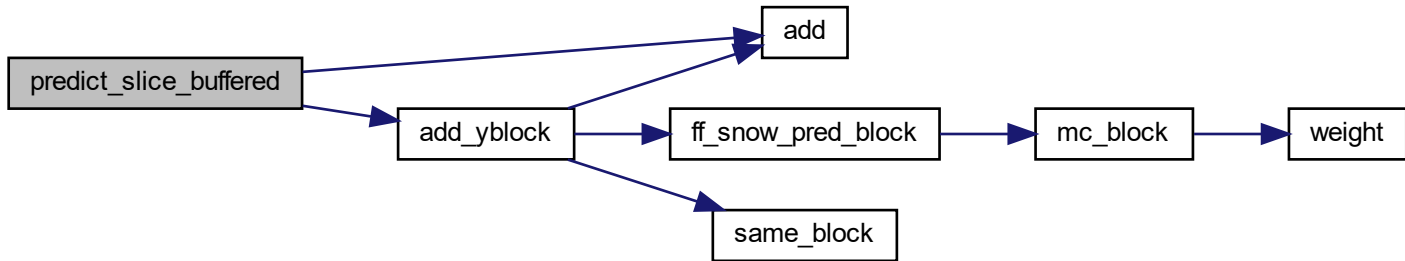 predict_slice_buffered
add
add_yblock
ff_snow_pred_block
mc_block
weight
same_block